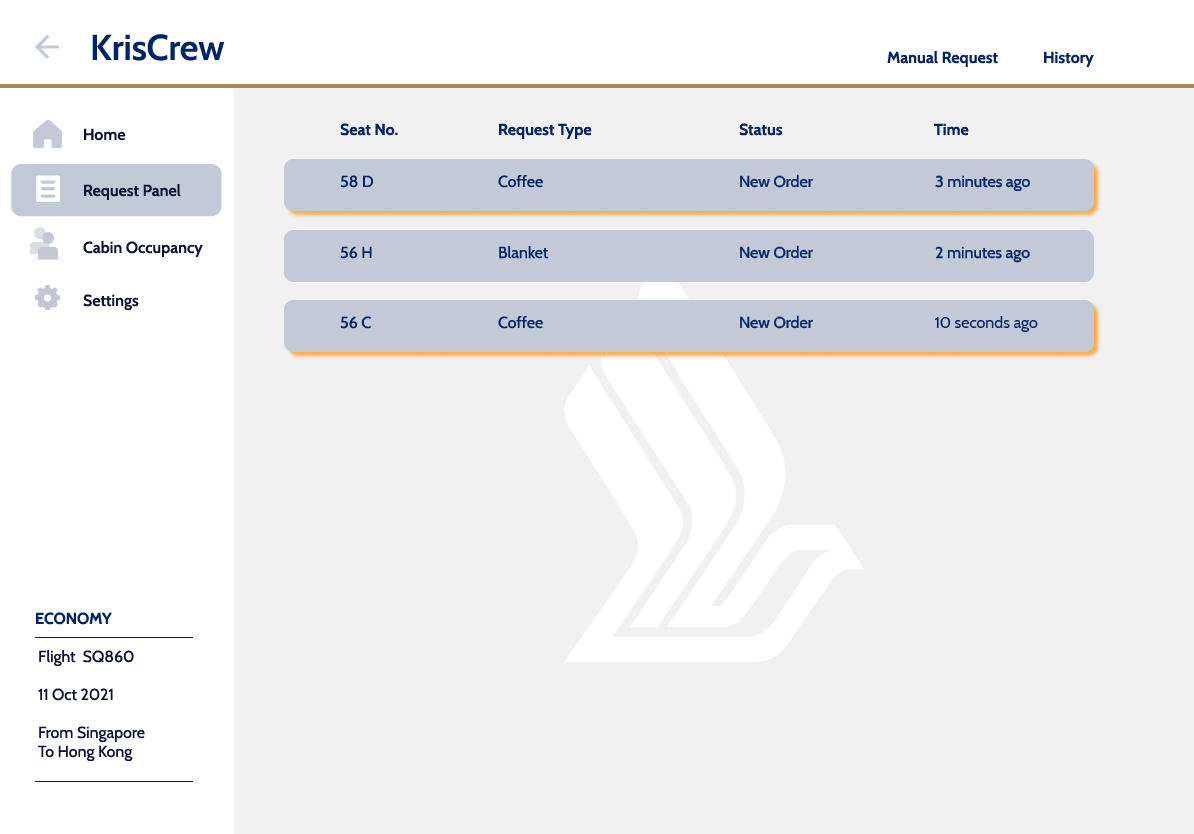 KrisCrew
Manual Request History
Home
Request Panel
Cabin Occupancy
Settings
Seat No. Request Type Status Time
58 D Coffee New Order 3 minutes ago
56 H Blanket New Order 2 minutes ago
56 C Coffee New Order 10 seconds ago
ECONOMY
Flight SQ860
11 Oct 2021
From Singapore
To Hong Kong